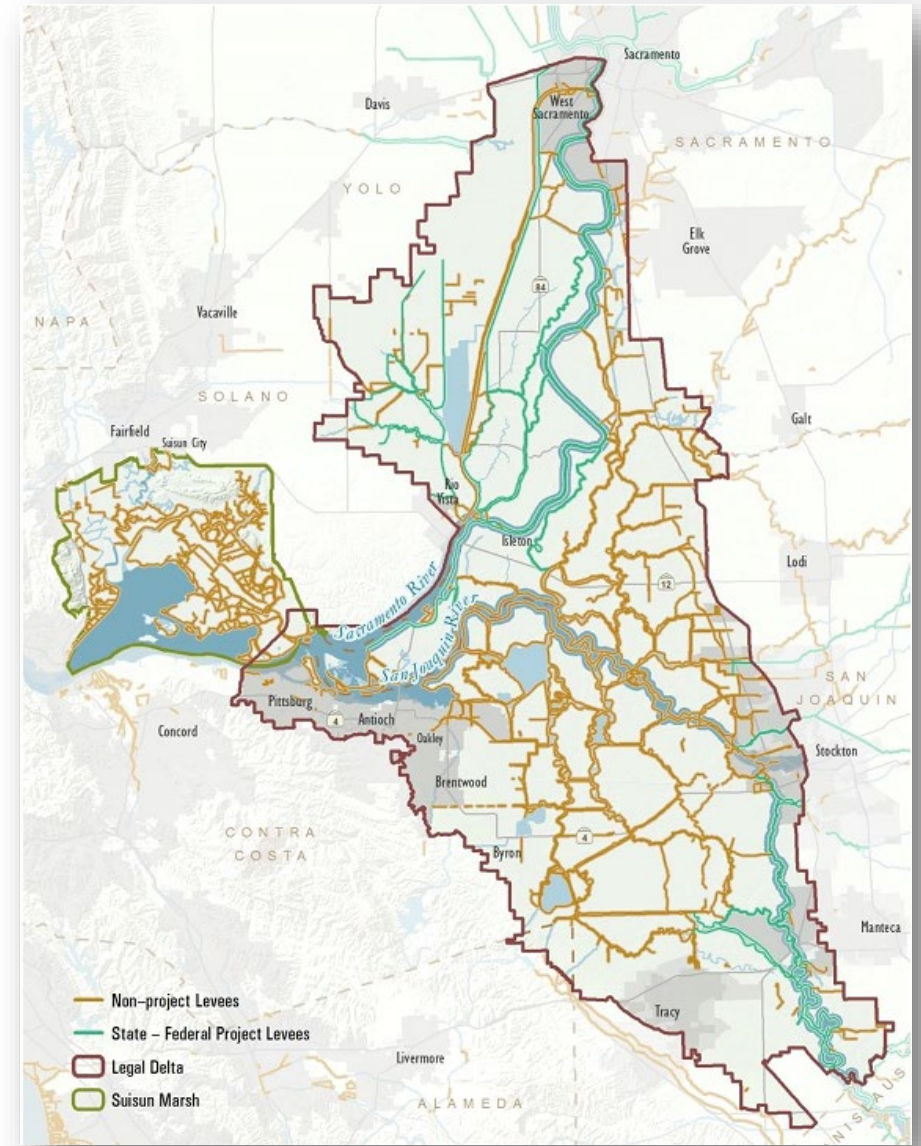 Sacramento
Davis
West
Sacramento
SACRAMENTO
YOLO
Elk
Grove
84
Vacaville
NAPA
SOLANO
Galt
Fairfield
Suisun City
Rio
Vista
Isleton
Lodi
12
Sacramento River
San Joaquin River
SAN
JOAQUIN
Pittsburg
4
Antioch
Concord
Oakley
Stockton
Brentwood
CONTRA
COSTA
4
Byron
Manteca
Non-project Levees
State – Federal Project Levees
Legal Delta
Suisun Marsh
Tracy
Livermore
ALAMEDA
NISLAUS